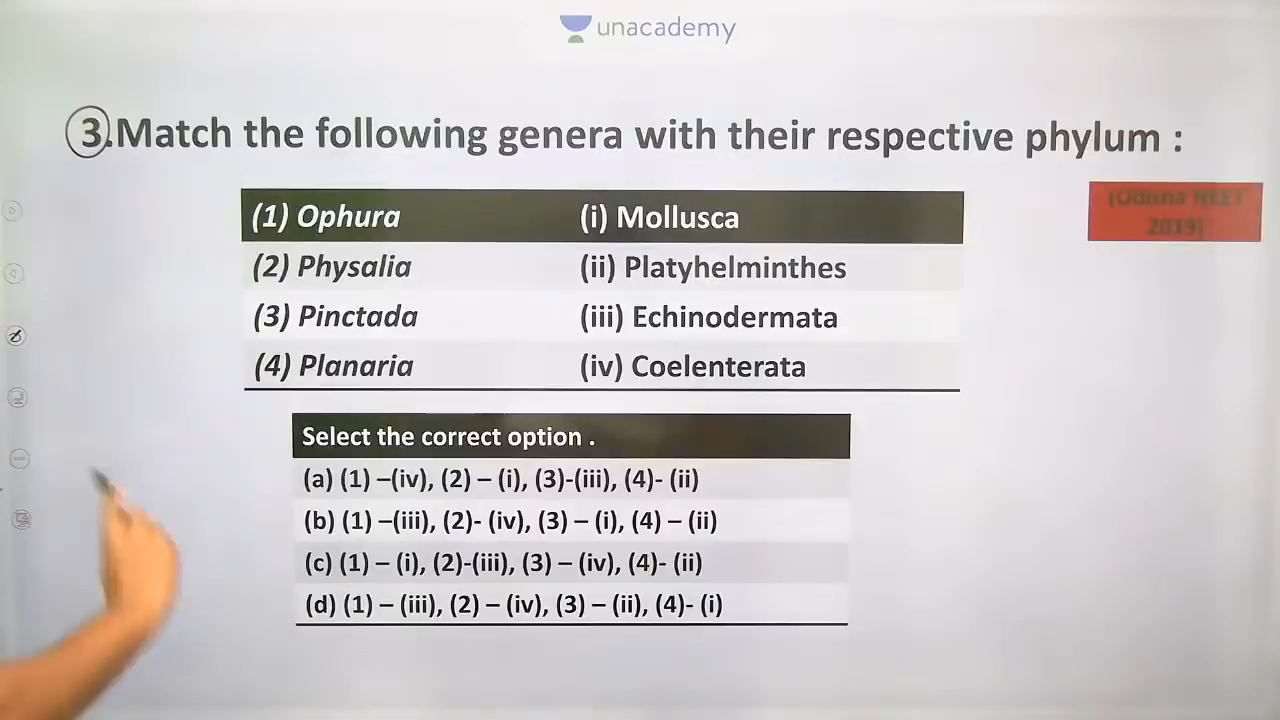 unacademy
3.Match the following genera with their respective phylum :
(1) Ophura (i) Mollusca
[Odisha NEET
2019]
(2) Physalia (ii) Platyhelminthes
(3) Pinctada (iii) Echinodermata
(4) Planaria (iv) Coelenterata
Select the correct option .
(a) (1) –(iv), (2) – (i), (3)-(iii), (4)- (ii)
(b) (1) –(iii), (2)- (iv), (3) – (i), (4) – (ii)
(c) (1) – (i), (2)-(iii), (3) – (iv), (4)- (ii)
(d) (1) – (iii), (2) – (iv), (3) – (ii), (4)- (i)